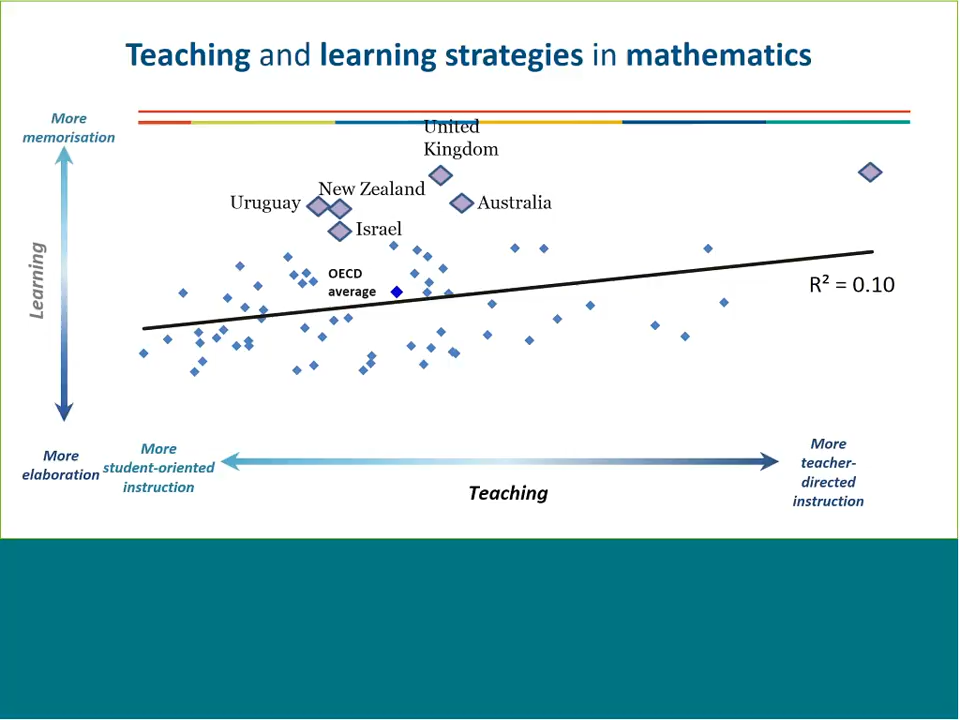 Teaching and learning strategies in mathematics
More
memorisation
United
Kingdom
Uruguay
New Zealand
Australia
Israel
Learning
OECD
average
R² = 0.10
More
elaboration
More
student-oriented
instruction
Teaching
More
teacher-
directed
instruction